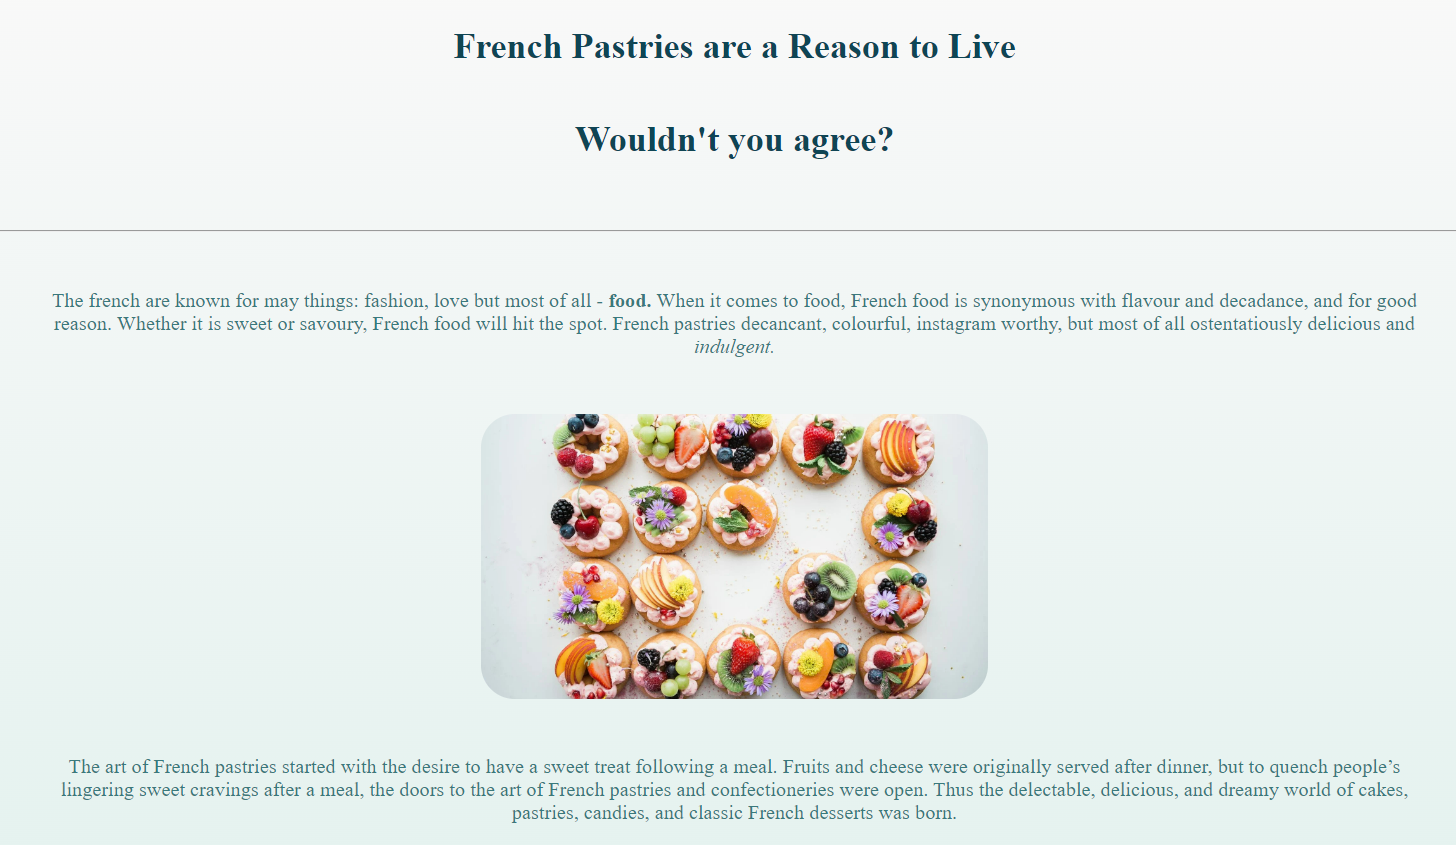 French Pastries are a Reason to Live
Wouldn't you agree?
The french are known for may things: fashion, love but most of all - food. When it comes to food, French food is synonymous with flavour and decadance, and for good
reason. Whether it is sweet or savoury, French food will hit the spot. French pastries decancant, colourful, instagram worthy, but most of all ostentatiously delicious and
indulgent.
The art of French pastries started with the desire to have a sweet treat following a meal. Fruits and cheese were originally served after dinner, but to quench people’s
lingering sweet cravings after a meal, the doors to the art of French pastries and confectioneries were open. Thus the delectable, delicious, and dreamy world of cakes,
pastries, candies, and classic French desserts was born.